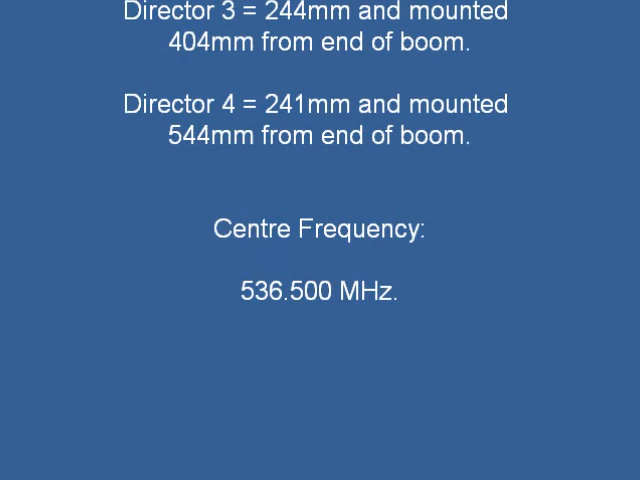 Director 3 = 244mm and mounted
404mm from end of boom.
Director 4 = 241mm and mounted
544mm from end of boom.
Centre Frequency:
536.500 MHz.